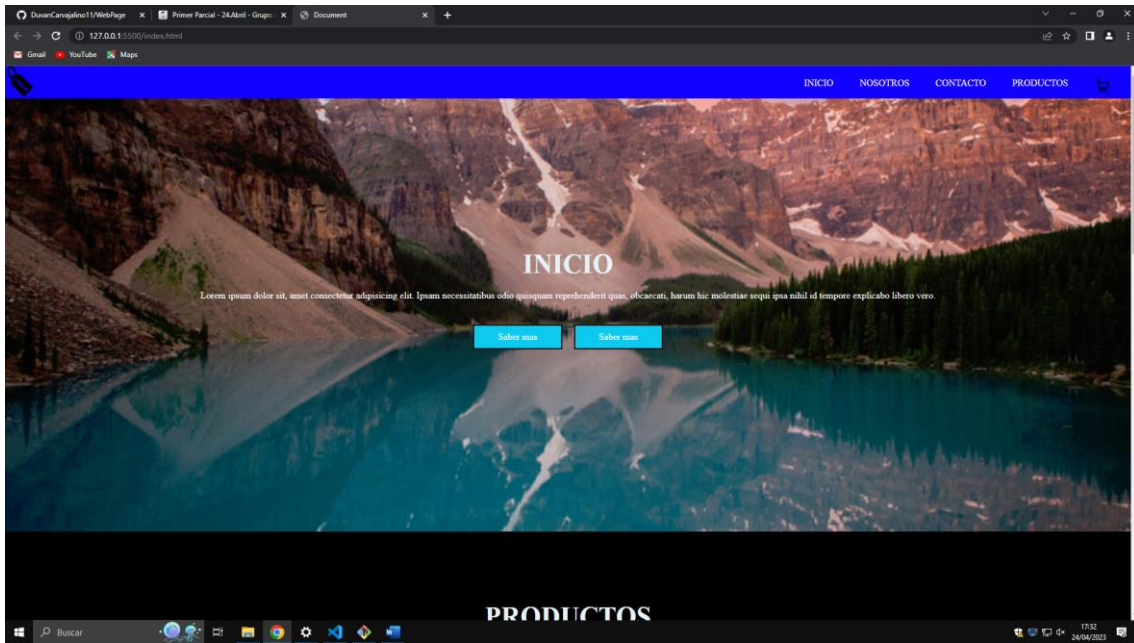 DuvanCarvajalino11/WebPage
Primer Parcial - 24.Abril - Grupo
Document
127.0.0.1:5500/index.html
Gmail YouTube Maps
INICIO NOSOTROS CONTACTO PRODUCTOS
INICIO
Lorem ipsum dolor sit, amet consectetur adipisicing elit. Ipsam necessitatibus odio quisquam reprehenderit quas, obcaecati, harum hic molestiae sequi ipsa nihil id tempore explicabo libero vero.
Saber mas Saber mas
PRODUCTOS
Buscar
17:32
24/04/2023